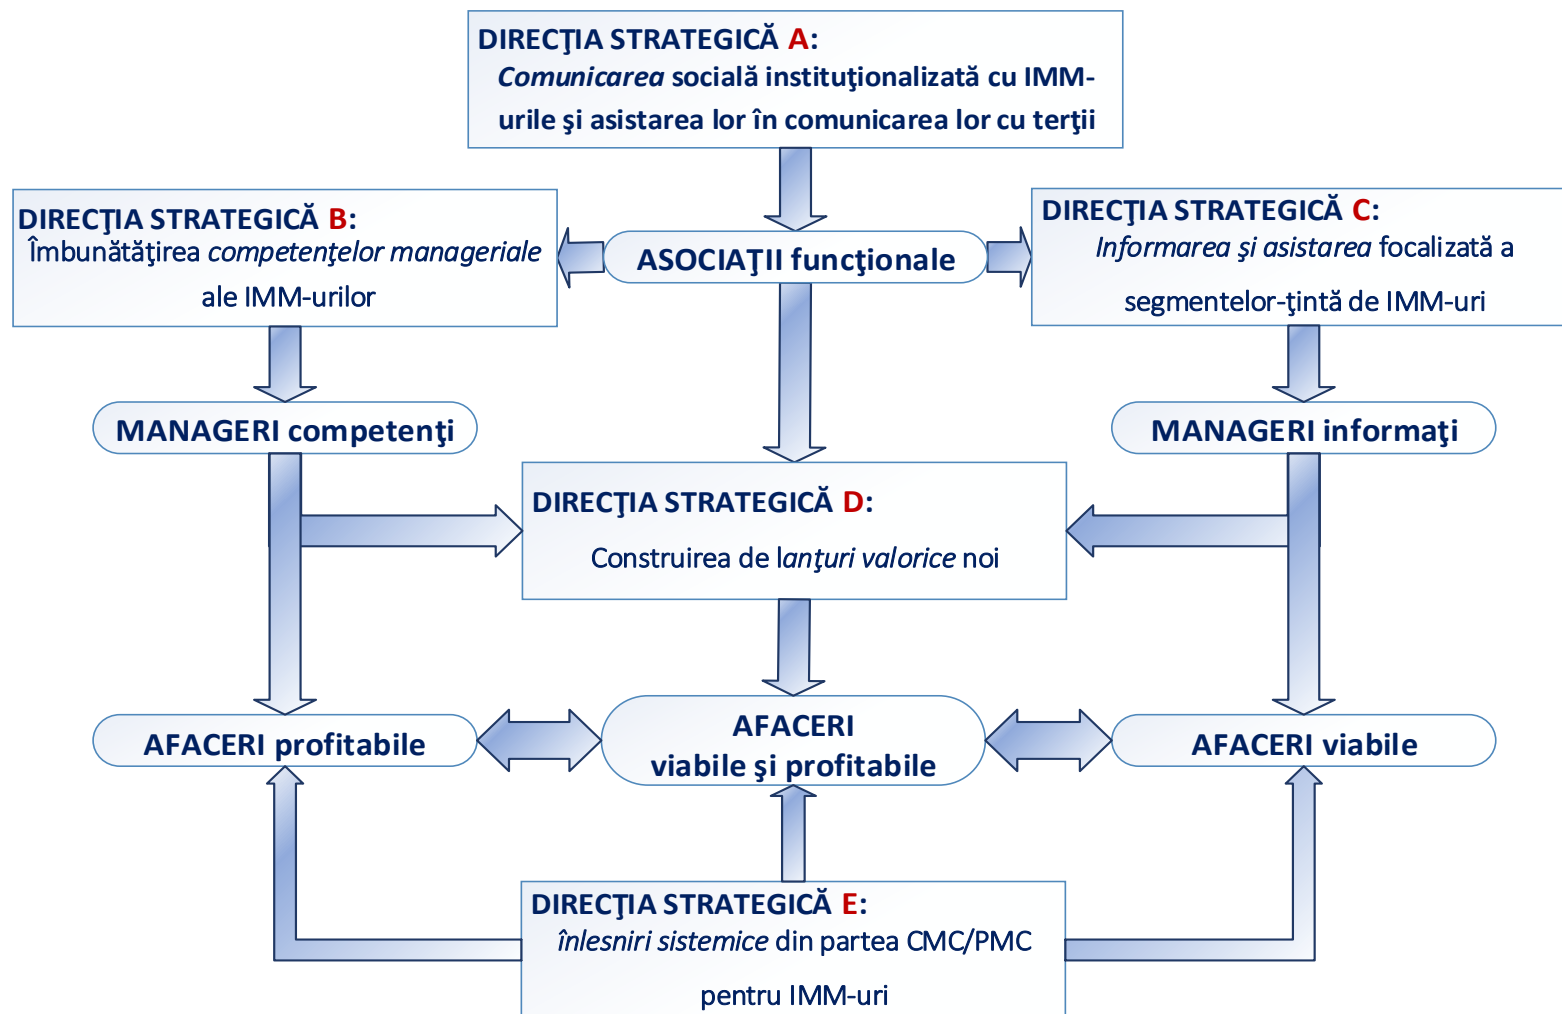 DIRECŢIA STRATEGICĂ A:
Comunicarea socială instituţionalizată cu IMM-
urile şi asistarea lor în comunicarea lor cu terţii
DIRECŢIA STRATEGICĂ B:
Îmbunătăţirea competenţelor manageriale
ale IMM-urilor
ASOCIAŢII funcţionale
DIRECŢIA STRATEGICĂ C:
Informarea şi asistarea focalizată a
segmentelor-ţintă de IMM-uri
MANAGERI competenţi
MANAGERI informaţi
DIRECŢIA STRATEGICĂ D:
Construirea de lanţuri valorice noi
AFACERI profitabile
AFACERI
viabile şi profitabile
AFACERI viabile
DIRECŢIA STRATEGICĂ E:
înlesniri sistemice din partea CMC/PMC
pentru IMM-uri